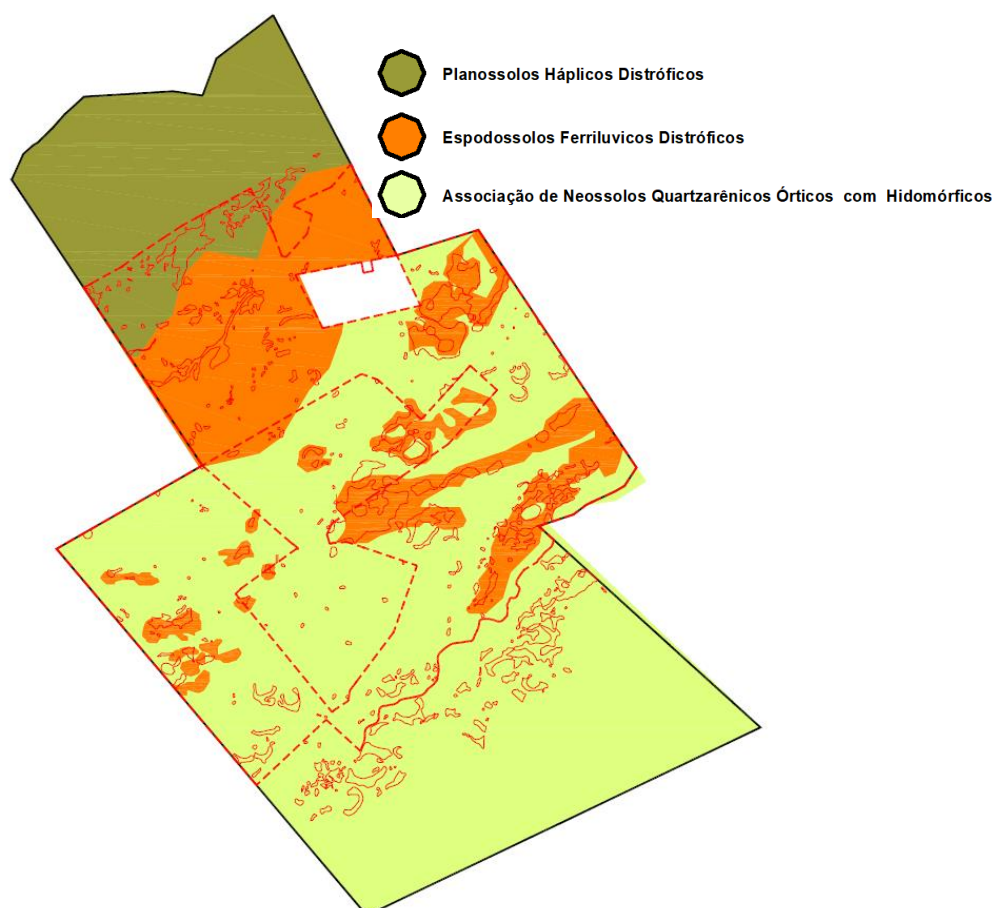 Planossolos Háplicos Distróficos
Espodossolos Ferriluvicos Distróficos
Associação de Neossolos Quartzarênicos Órticos com Hidomórficos